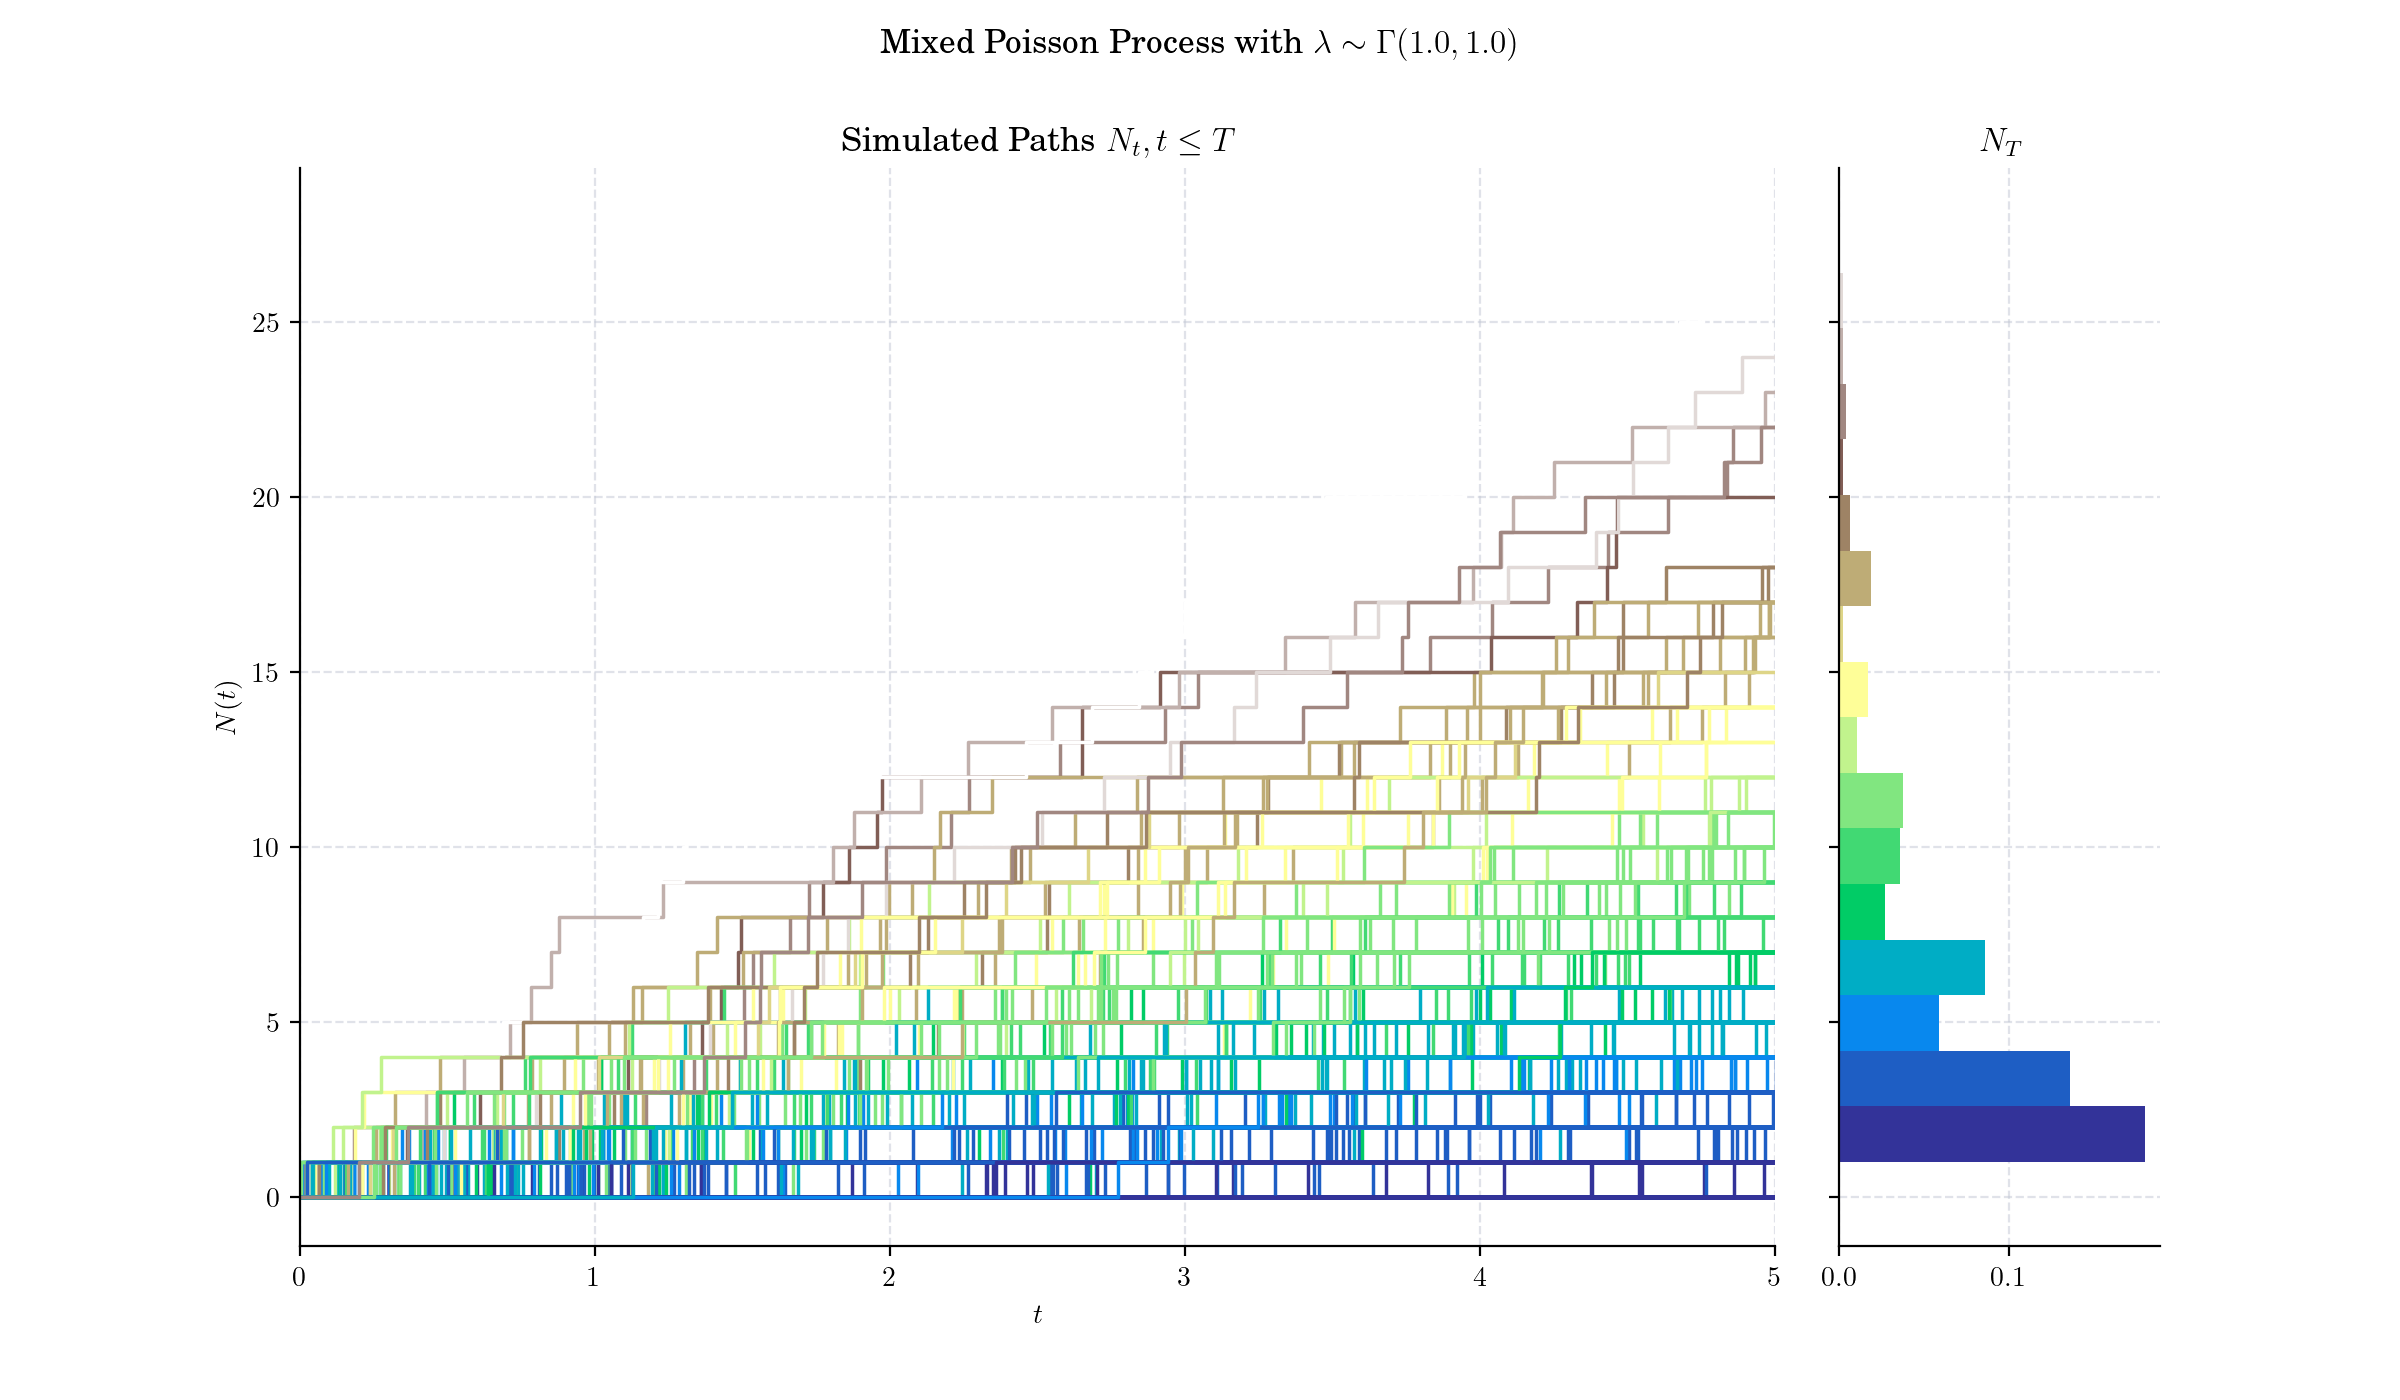 Mixed Poisson Process with λ ∼ Γ(1.0, 1.0)
Simulated Paths N_t, t ≤ T
N_T
N(t)
25
20
15
10
5
0
0 1 2 3 4 5
t
0.0 0.1